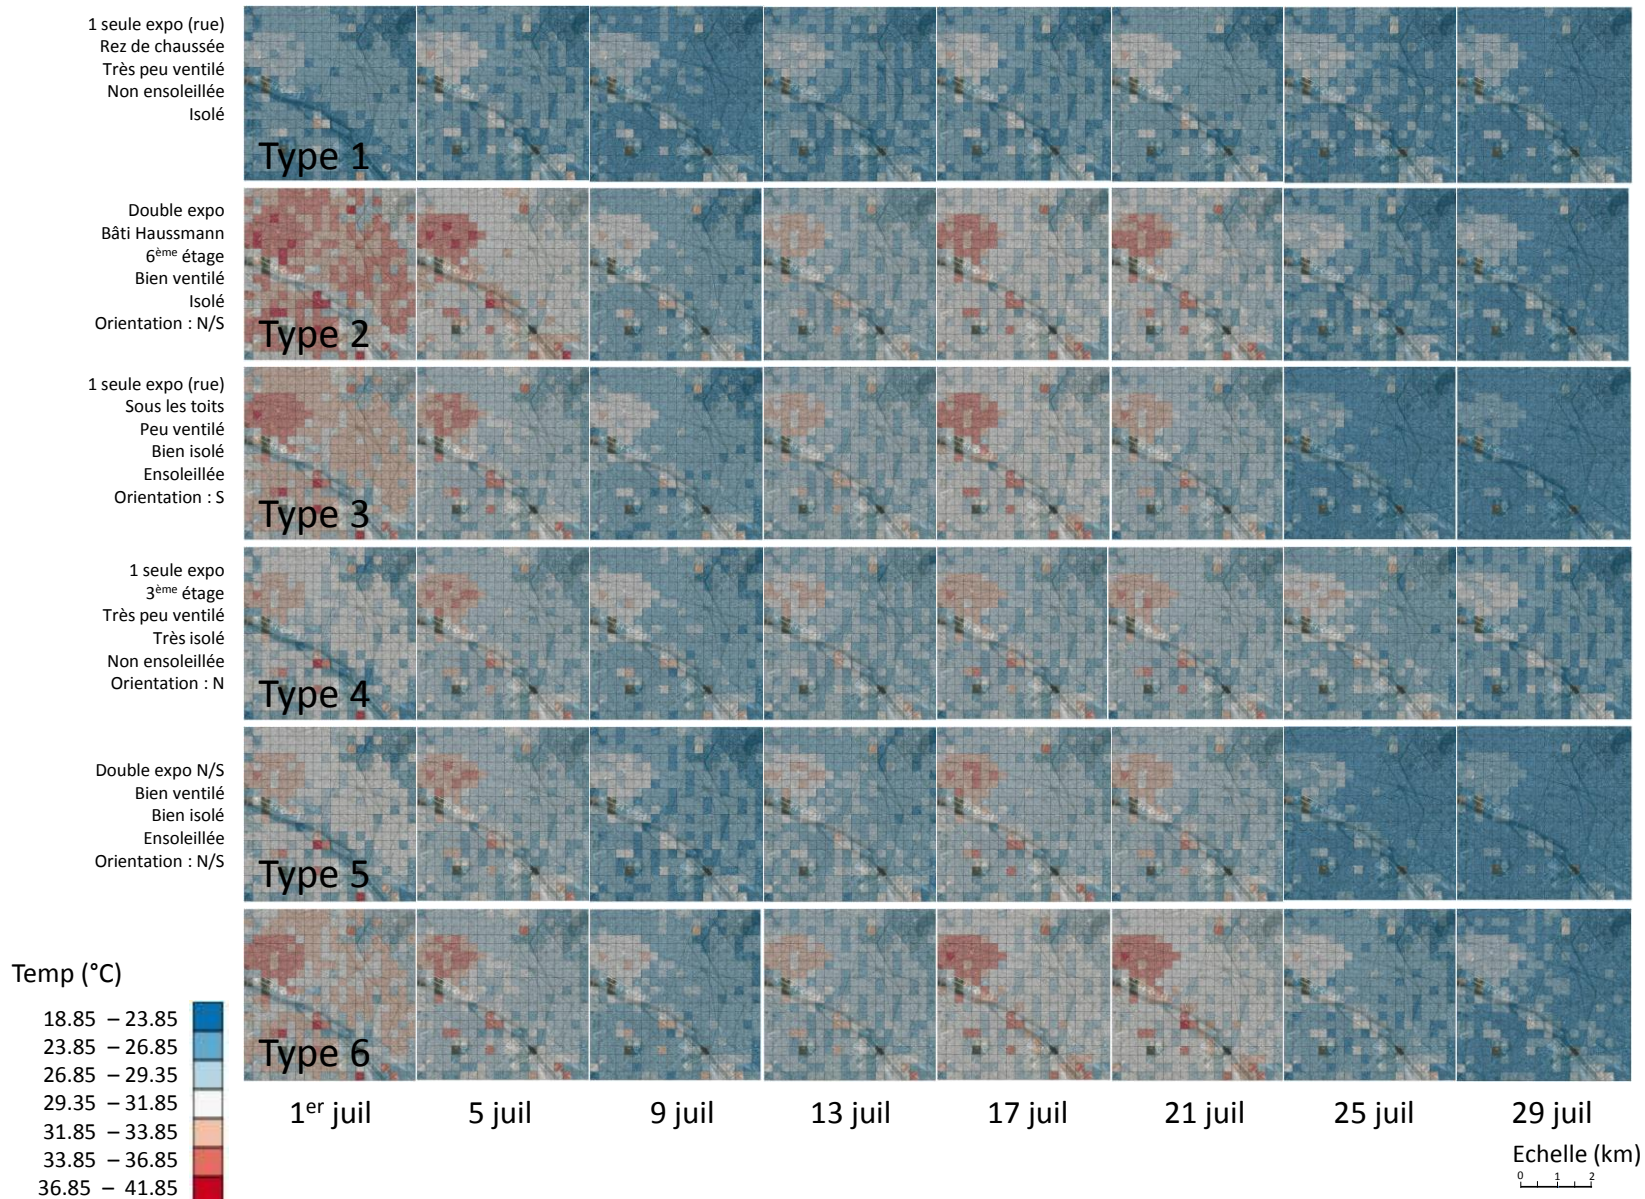 1 seule expo (rue)
Rez de chaussée
Très peu ventilé
Non ensoleillée
Isolé
Type 1
Double expo
Bâti Haussmann
6ème étage
Bien ventilé
Isolé
Orientation : N/S
Type 2
1 seule expo (rue)
Sous les toits
Peu ventilé
Bien isolé
Ensoleillée
Orientation : S
Type 3
1 seule expo
3ème étage
Très peu ventilé
Très isolé
Non ensoleillée
Orientation : N
Type 4
Double expo N/S
Bien ventilé
Bien isolé
Ensoleillée
Orientation : N/S
Type 5
Type 6
Temp (°C)
18.85 – 23.85
23.85 – 26.85
26.85 – 29.35
29.35 – 31.85
31.85 – 33.85
33.85 – 36.85
36.85 – 41.85
1er juil 5 juil 9 juil 13 juil 17 juil 21 juil 25 juil 29 juil
Echelle (km)
0 1 2